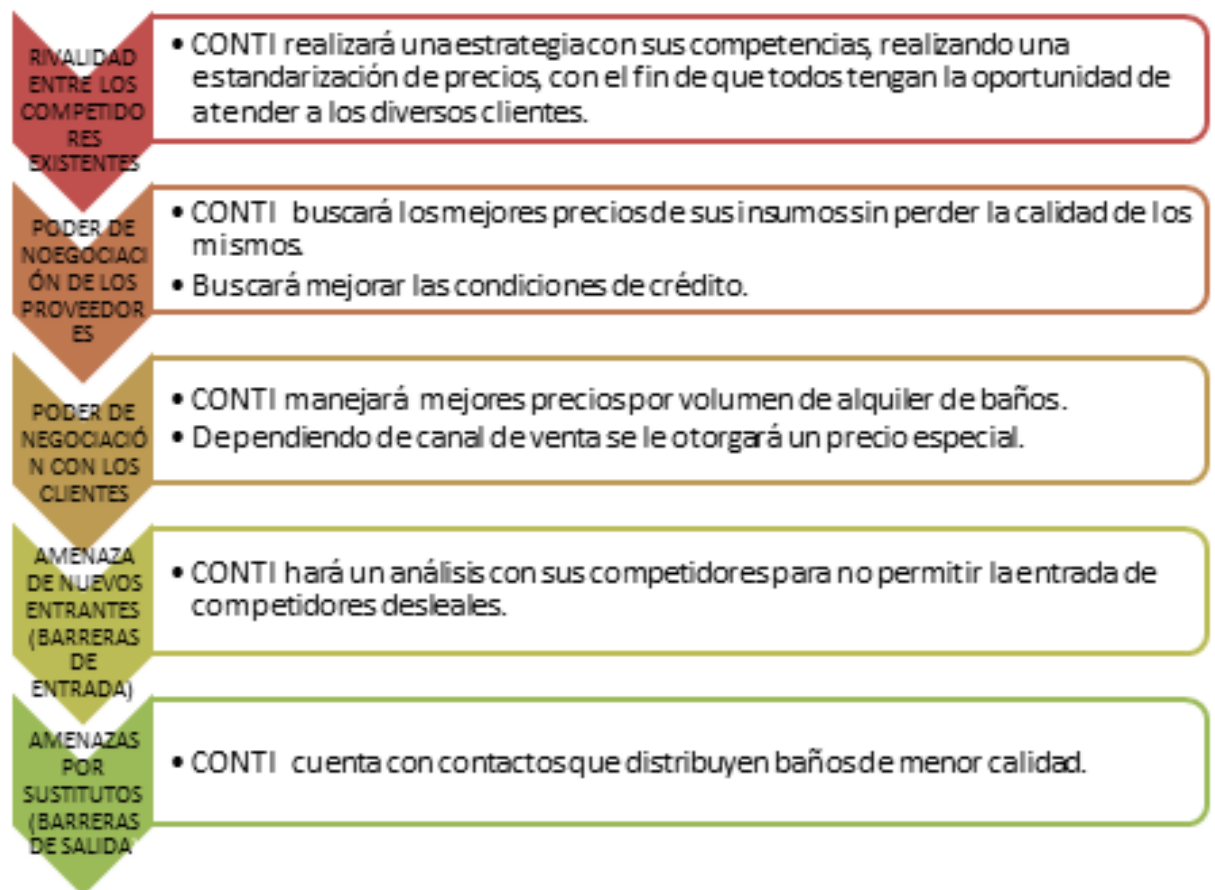 RIVALIDAD
ENTRE LOS
COMPETIDO
RES
EXISTENTES
• CONTI realizará una estrategia con sus competencias, realizando una
estandarización de precios, con el fin de que todos tengan la oportunidad de
atender a los diversos clientes.
PODER DE
NOEGOCIACI
ÓN DE LOS
PROVEEDOR
ES
• CONTI buscará los mejores precios de sus insumos sin perder la calidad de los
mismos.
• Buscará mejorar las condiciones de crédito.
PODER DE
NEGOCIACIÓ
N CON LOS
CLIENTES
• CONTI manejará mejores precios por volumen de alquiler de baños.
• Dependiendo de canal de venta se le otorgará un precio especial.
AMENAZA
DE NUEVOS
ENTRANTES
(BARRERAS
DE
ENTRADA)
• CONTI hará un análisis con sus competidores para no permitir la entrada de
competidores desleales.
AMENAZAS
POR
SUSTITUTOS
(BARRERAS
DE SALIDA
• CONTI cuenta con contactos que distribuyen baños de menor calidad.